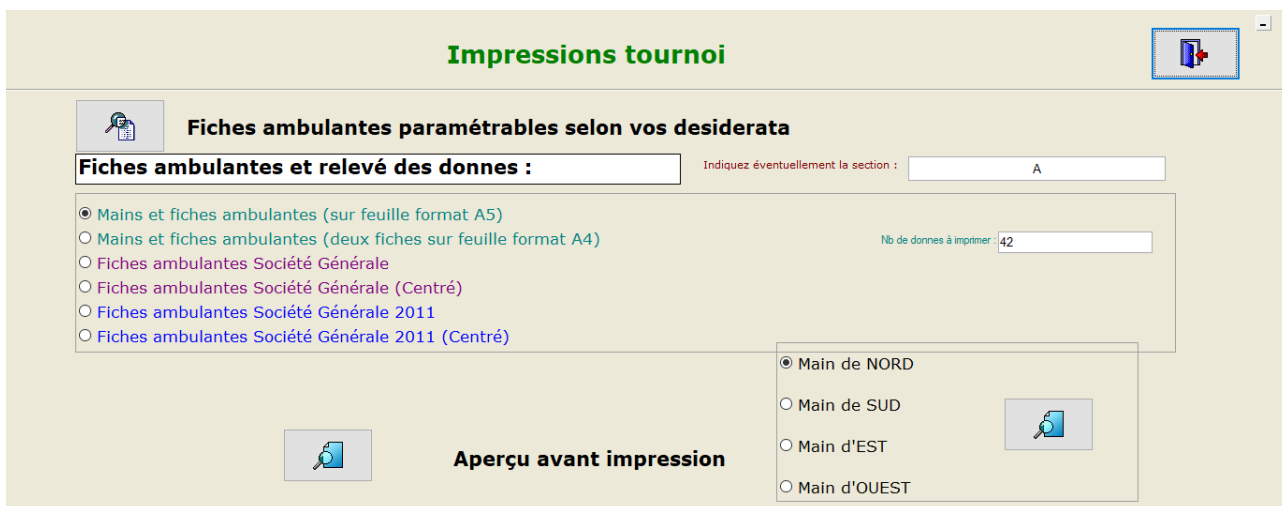 Impressions tournoi
Fiches ambulantes paramétrables selon vos desiderata
Fiches ambulantes et relevé des donnes :
Indiquez éventuellement la section :
A
Mains et fiches ambulantes (sur feuille format A5)
Mains et fiches ambulantes (deux fiches sur feuille format A4)
Nb de donnes à imprimer :
42
Fiches ambulantes Société Générale
Fiches ambulantes Société Générale (Centré)
Fiches ambulantes Société Générale 2011
Fiches ambulantes Société Générale 2011 (Centré)
Main de NORD
Main de SUD
Main d'EST
Main d'OUEST
Aperçu avant impression